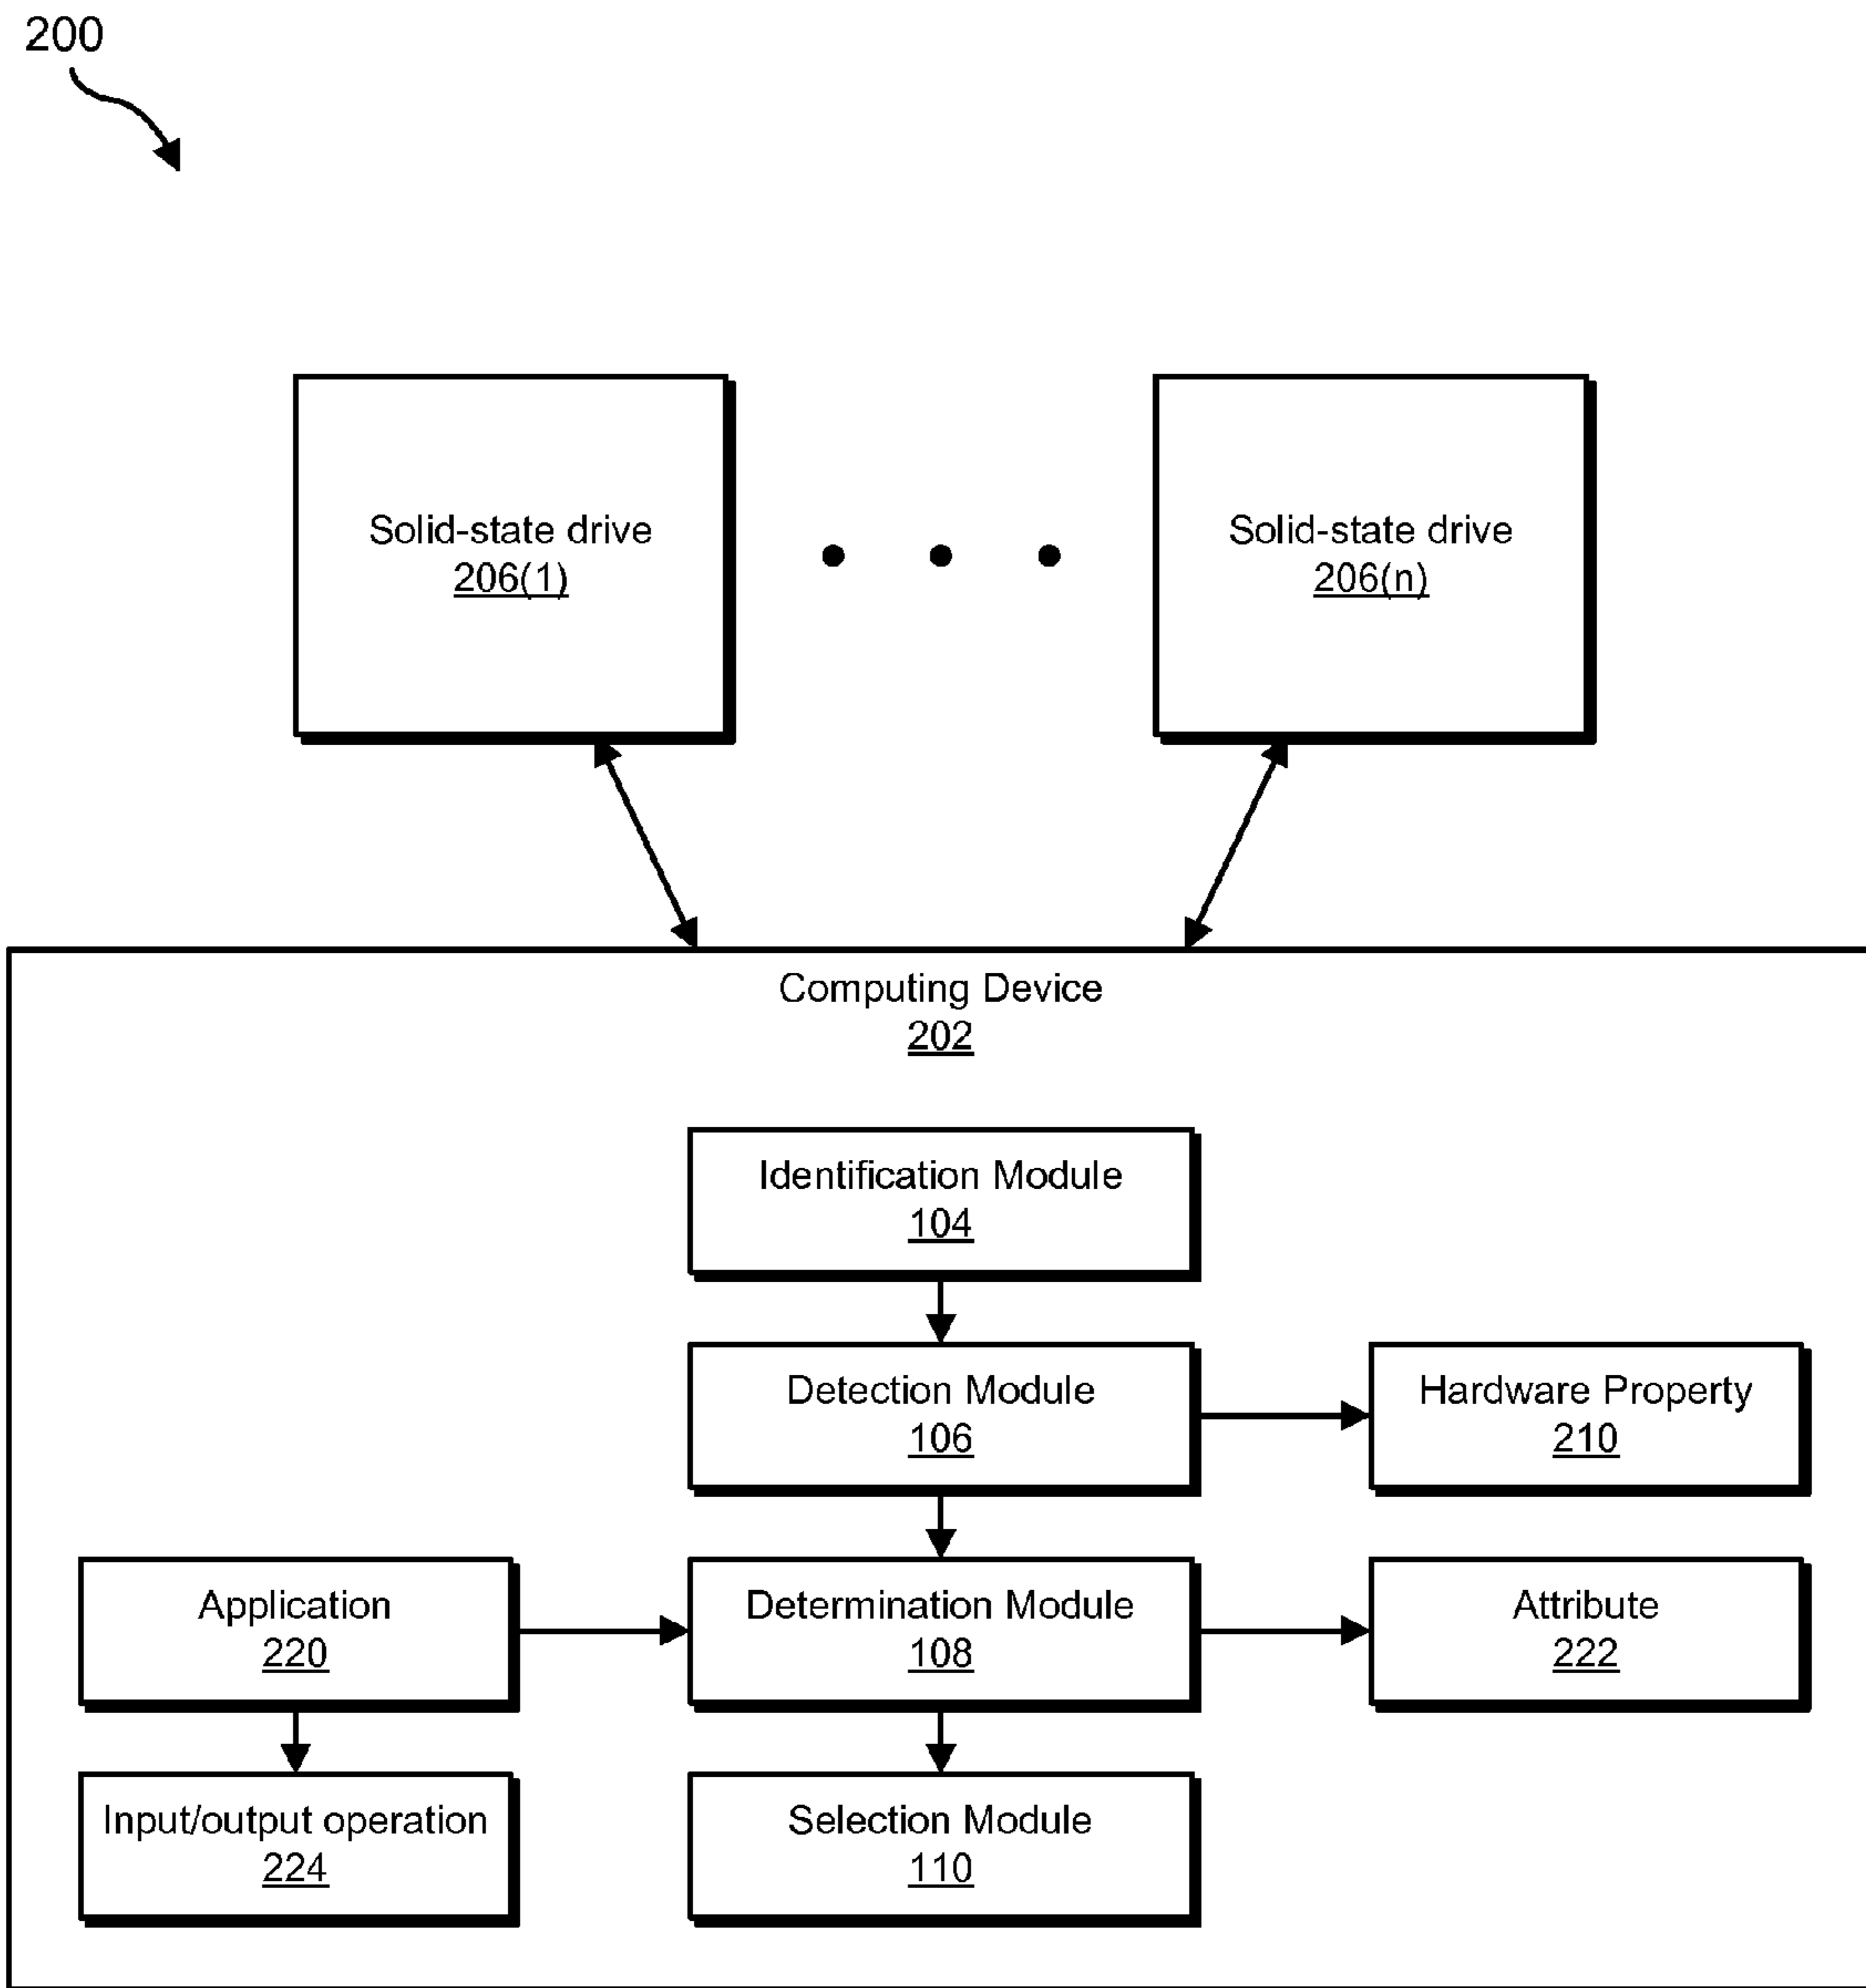 200
Solid-state drive
206(1)
Solid-state drive
206(n)
Computing Device
202
Identification Module
104
Detection Module
106
Hardware Property
210
Application
220
Determination Module
108
Attribute
222
Input/output operation
224
Selection Module
110